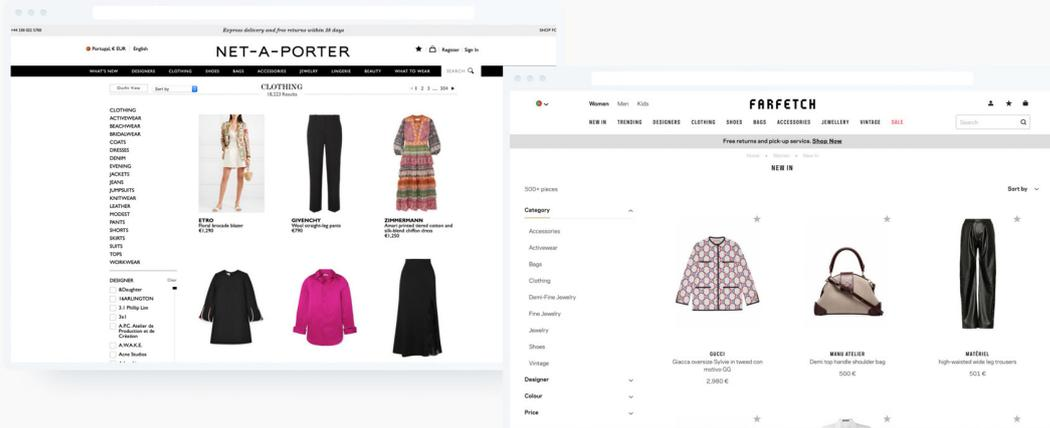 +44 330 022 5700
Express delivery and free returns within 28 days
SHOP FO
Portugal, € EUR
English
NET-A-PORTER
Register
Sign In
WHAT'S NEW
DESIGNERS
CLOTHING
SHOES
BAGS
ACCESSORIES
JEWELRY
LINGERIE
BEAUTY
WHAT TO WEAR
SEARCH
Outfit View
Sort by
CLOTHING
18,223 Results
1 2 3 ... 304
CLOTHING
ACTIVEWEAR
BEACHWEAR
BRIDALWEAR
COATS
DRESSES
DENIM
EVENING
JACKETS
JEANS
JUMPSUITS
KNITWEAR
LEATHER
MODEST
PANTS
SHORTS
SKIRTS
SUITS
TOPS
WORKWEAR
DESIGNER
Clear
&Daughter
16ARLINGTON
3.1 Phillip Lim
3x1
A.P.C. Atelier de
Production et de
Création
A.W.A.K.E.
Acne Studios
ETRO
Floral brocade blazer
€1,290
GIVENCHY
Wool straight-leg pants
€790
ZIMMERMANN
Amari printed tiered cotton and
silk-blend chiffon dress
€1,250
Women
Men
Kids
FARFETCH
NEW IN
TRENDING
DESIGNERS
CLOTHING
SHOES
BAGS
ACCESSORIES
JEWELLERY
VINTAGE
SALE
Search
Free returns and pick-up service. Shop Now
Home
Women
New In
NEW IN
500+ pieces
Sort by
Category
Accessories
Activewear
Bags
Clothing
Demi-Fine Jewelry
Fine Jewelry
Jewelry
Shoes
Vintage
Designer
Colour
Price
GUCCI
Giacca oversize Sylvie in tweed con
motivo GG
2,980 €
MANU ATELIER
Demi top handle shoulder bag
500 €
MATÉRIEL
high-waisted wide leg trousers
501 €